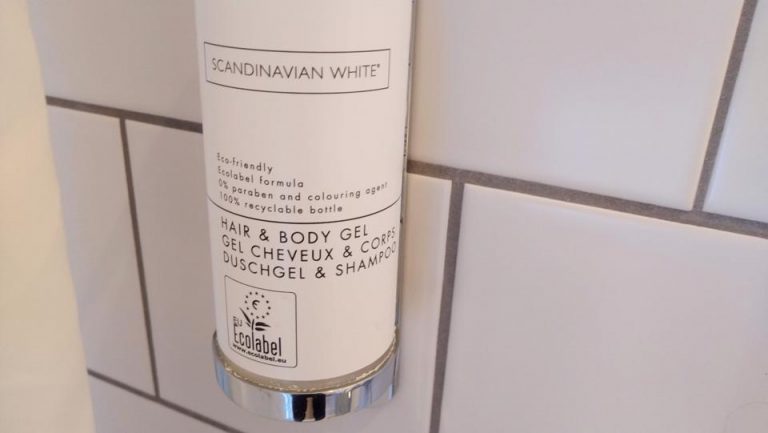 SCANDINAVIAN WHITE®
Eco-friendly
Ecolabel formula
0% paraben and colouring agent
100% recyclable bottle
HAIR & BODY GEL
GEL CHEVEUX & CORPS
DUSCHGEL & SHAMPOO
EU
Ecolabel
www.ecolabel.eu